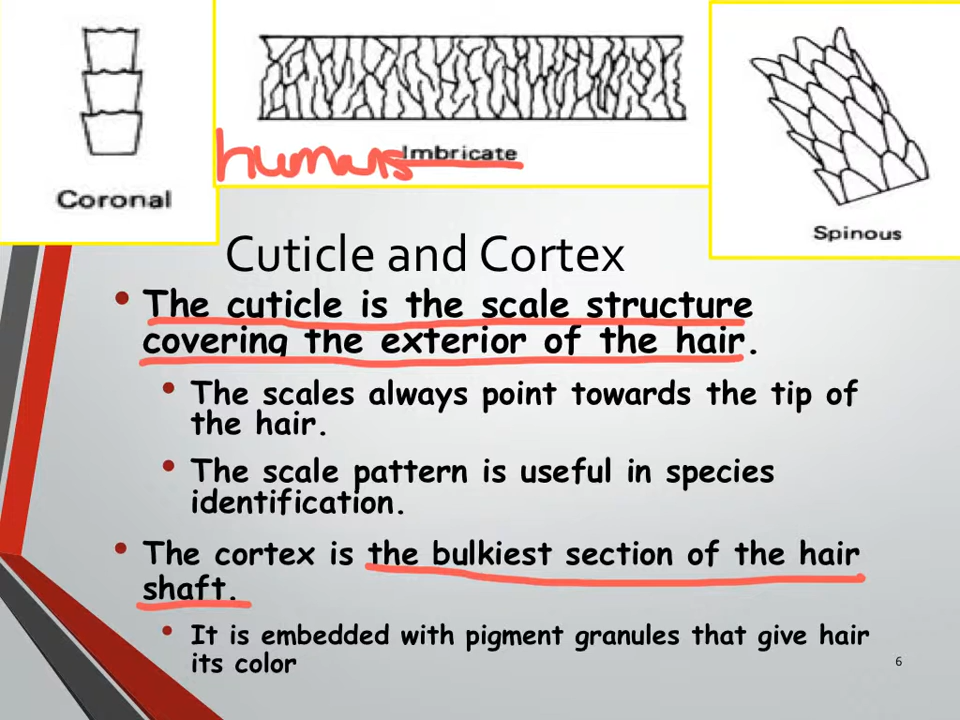 humans Imbricate
Coronal
Spinous
Cuticle and Cortex
• The cuticle is the scale structure
covering the exterior of the hair.
• The scales always point towards the tip of
the hair.
• The scale pattern is useful in species
identification.
• The cortex is the bulkiest section of the hair
shaft.
• It is embedded with pigment granules that give hair
its color
6